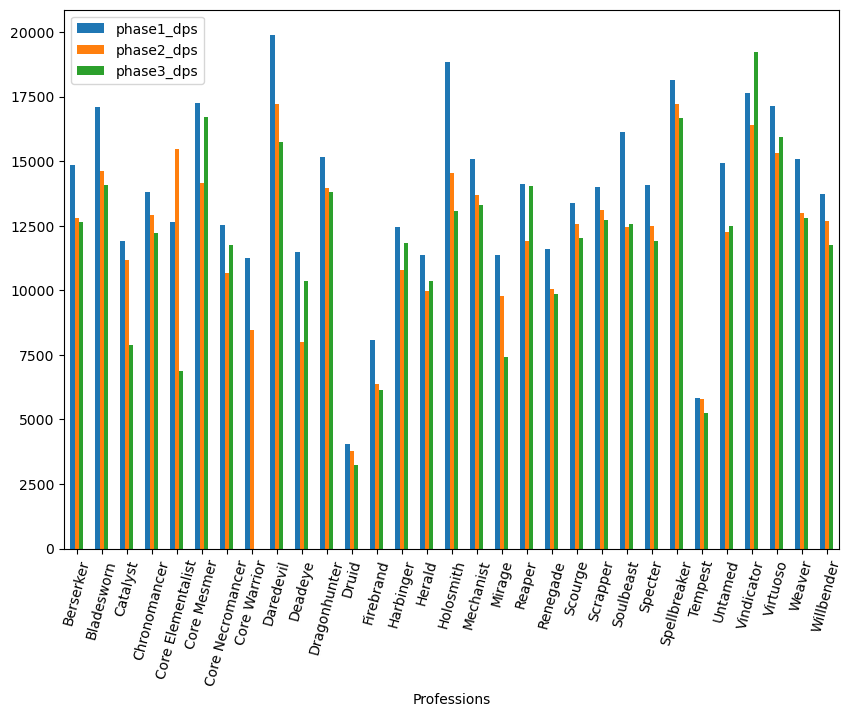 phase1_dps
phase2_dps
phase3_dps
20000
17500
15000
12500
10000
7500
5000
2500
0
Berserker
Bladesworn
Catalyst
Chronomancer
Core Elementalist
Core Mesmer
Core Necromancer
Core Warrior
Daredevil
Deadeye
Dragonhunter
Druid
Firebrand
Harbinger
Herald
Holosmith
Mechanist
Mirage
Reaper
Renegade
Scourge
Scrapper
Soulbeast
Specter
Spellbreaker
Tempest
Untamed
Vindicator
Virtuoso
Weaver
Willbender
Professions